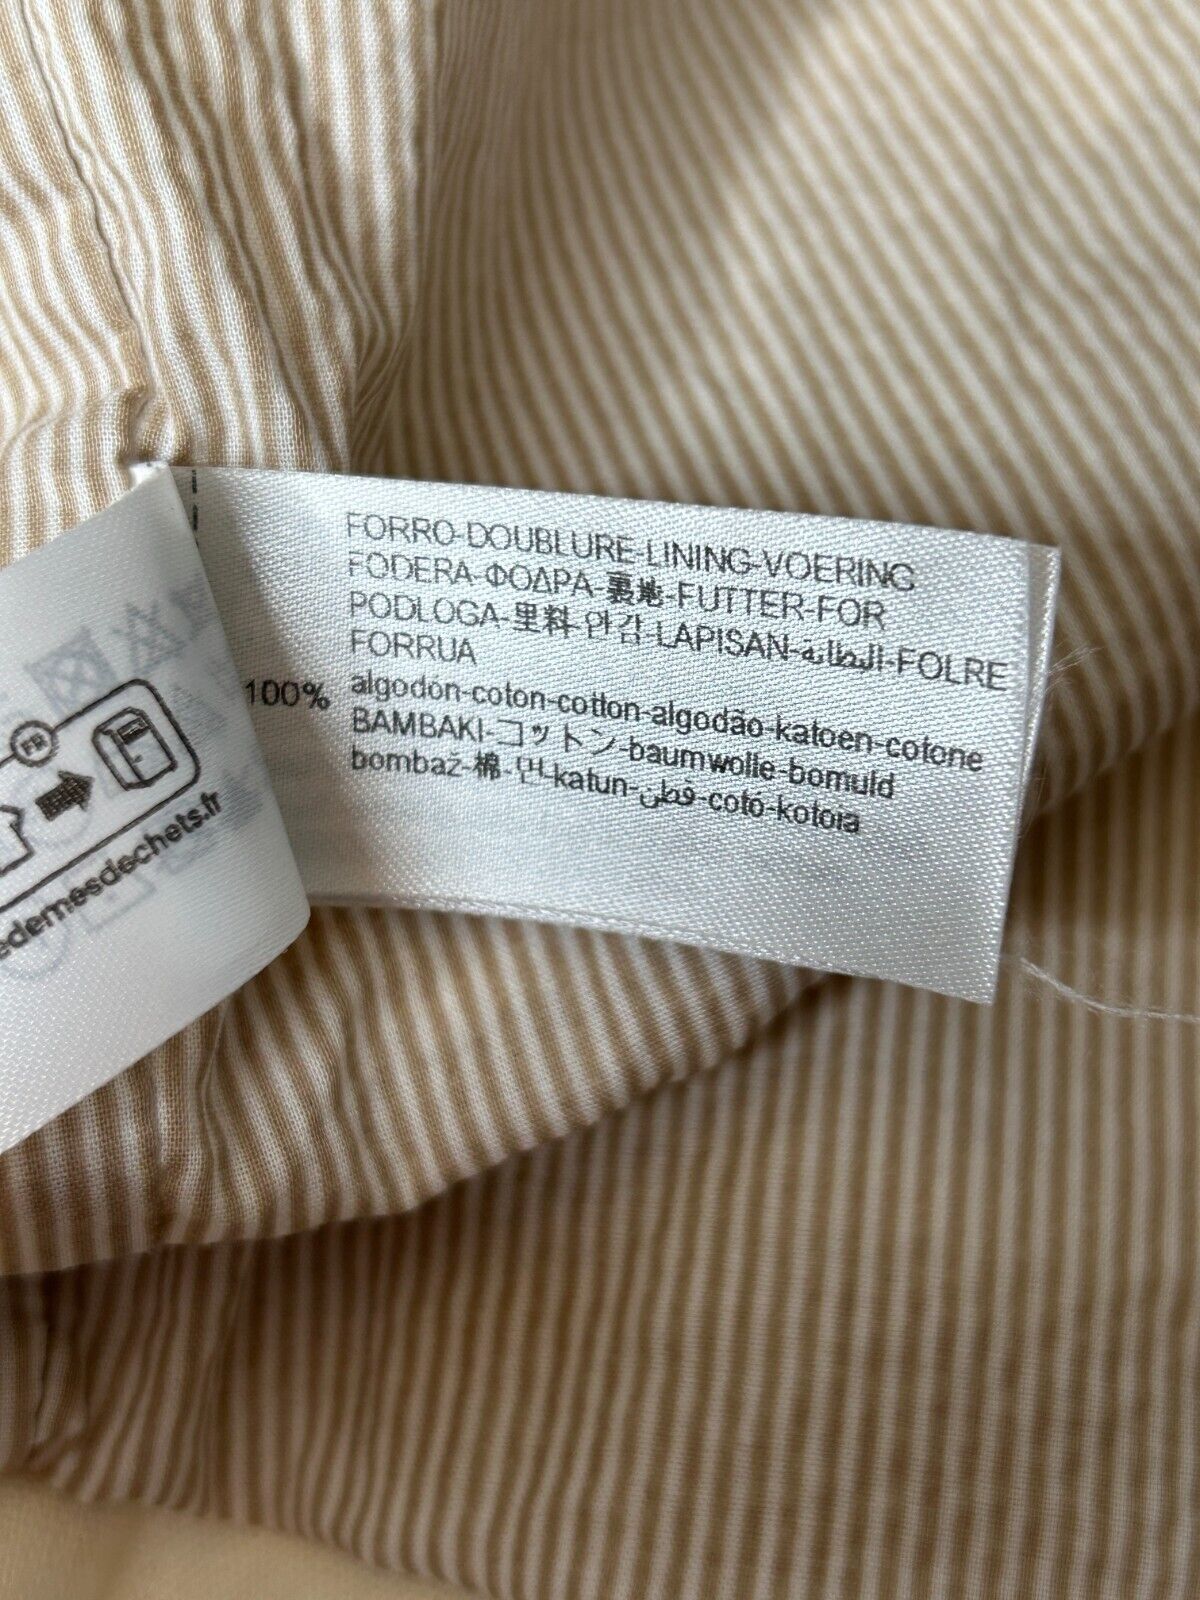 FORRO-DOUBLURE-LINING-VOERING
FODERA-ΦΟΔΡΑ-裏地-FUTTER-FOR
PODLOGA-里料-안감-LAPISAN-البطانة-FOLRE
FORRUA
100% algodón-coton-cotton-algodão-katoen-cotone
BAMBAKI-コットン-baumwolle-bomuld
bombaž-棉-면-katun-قطن-cotó-kotoia
FR
edemesdechets.fr